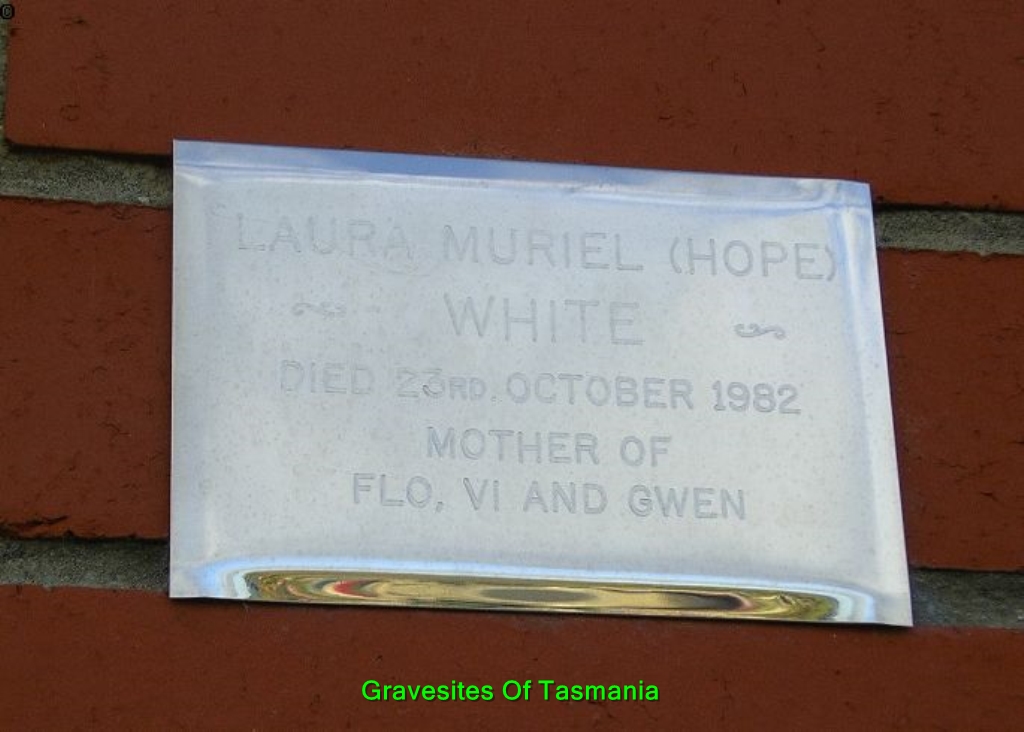 LAURA MURIEL (HOPE)
WHITE
DIED 23RD. OCTOBER 1982
MOTHER OF
FLO, VI AND GWEN
Gravesites Of Tasmania